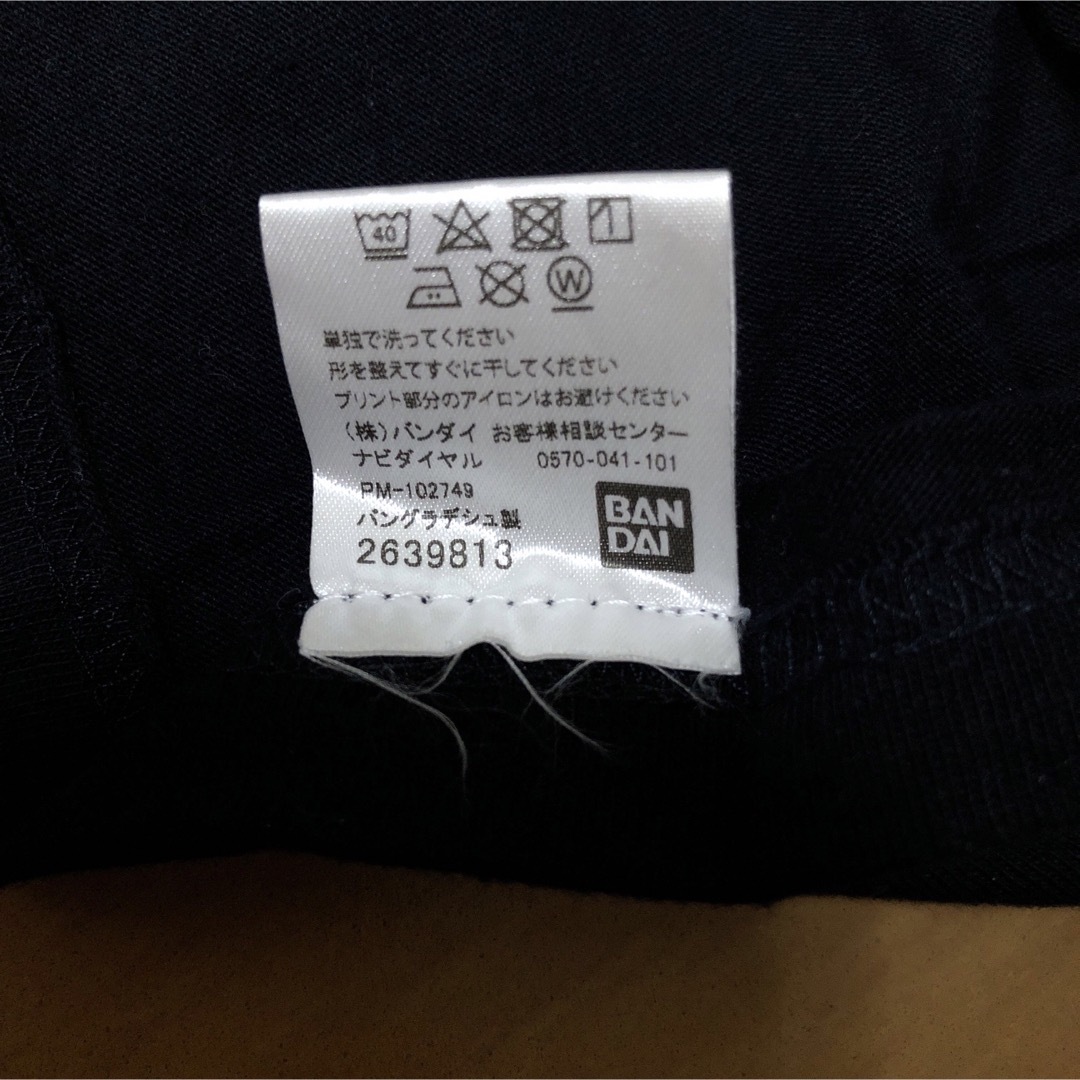 40
W
単独で洗ってください
形を整えてすぐに干してください
プリント部分のアイロンはお避けください
(株)バンダイ お客様相談センター
ナビダイヤル 0570-041-101
PM-102749
バングラデシュ製
2639813
BAN
DAI